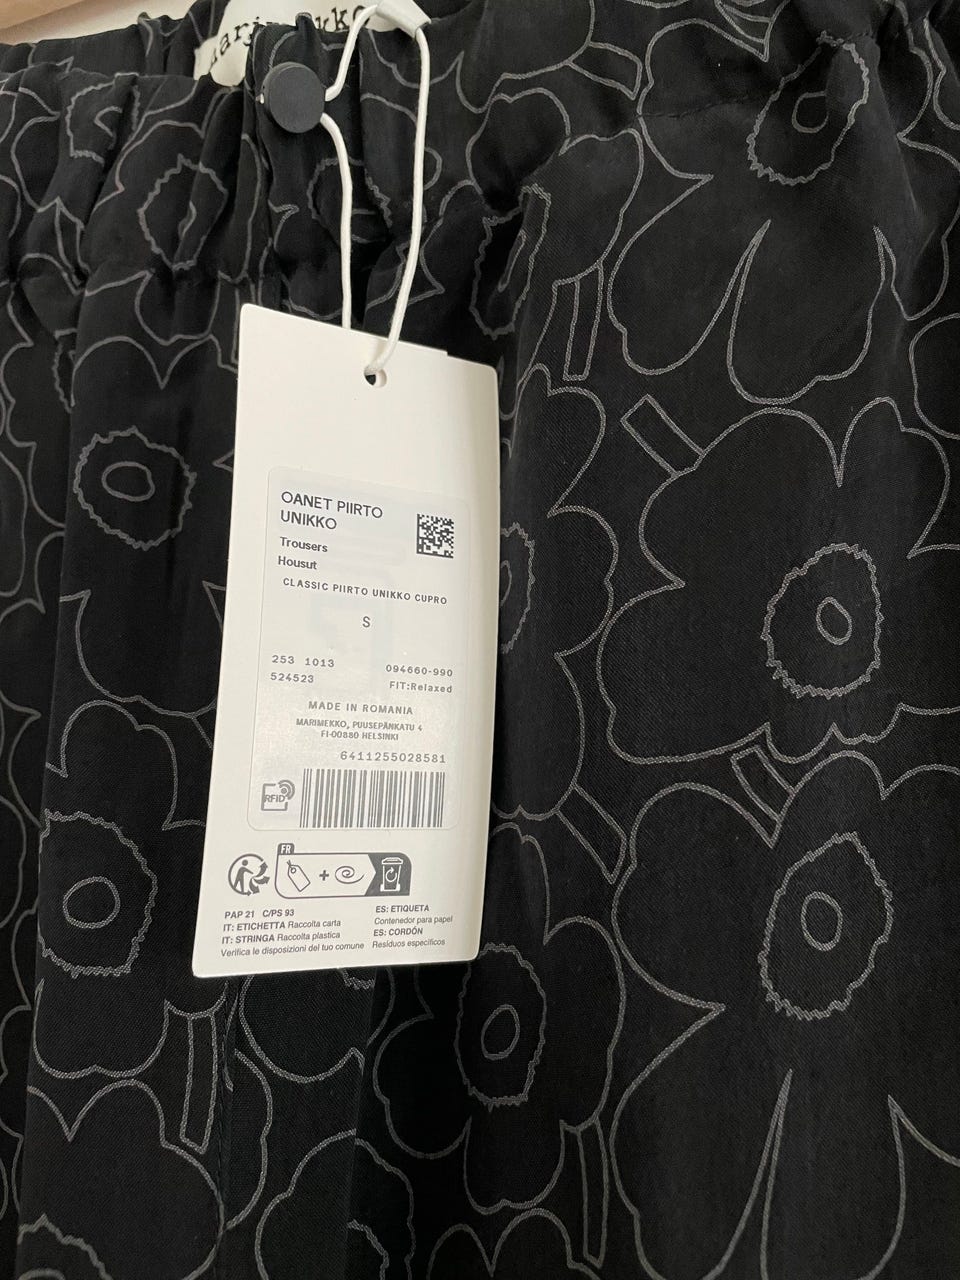 marimekko
OANET PIIRTO
UNIKKO
Trousers
Housut
CLASSIC PIIRTO UNIKKO CUPRO
S
253 1013
524523
094660-990
FIT:Relaxed
MADE IN ROMANIA
MARIMEKKO, PUUSEPÄNKATU 4
FI-00880 HELSINKI
6411255028581
RFID
FR
+
PAP 21 C/PS 93
IT: ETICHETTA Raccolta carta
IT: STRINGA Raccolta plastica
Verifica le disposizioni del tuo comune
ES: ETIQUETA
Contenedor para papel
ES: CORDÓN
Residuos específicos